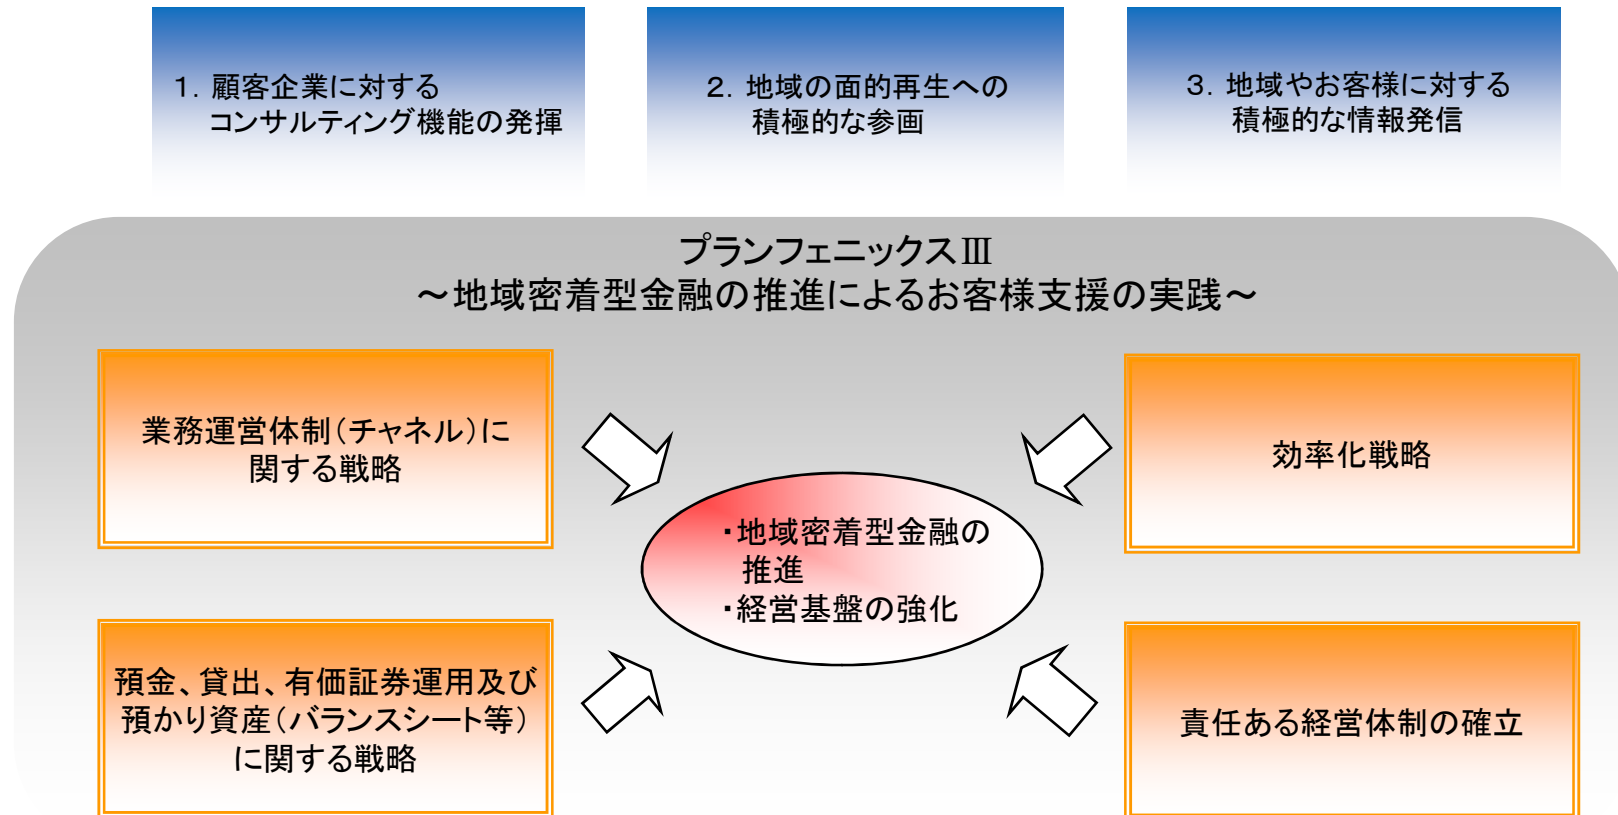 １．顧客企業に対する
コンサルティング機能の発揮
２．地域の面的再生への
積極的な参画
３．地域やお客様に対する
積極的な情報発信
プランフェニックスⅢ
～地域密着型金融の推進によるお客様支援の実践～
業務運営体制（チャネル）に
関する戦略
効率化戦略
・地域密着型金融の
推進
・経営基盤の強化
預金、貸出、有価証券運用及び
預かり資産（バランスシート等）
に関する戦略
責任ある経営体制の確立